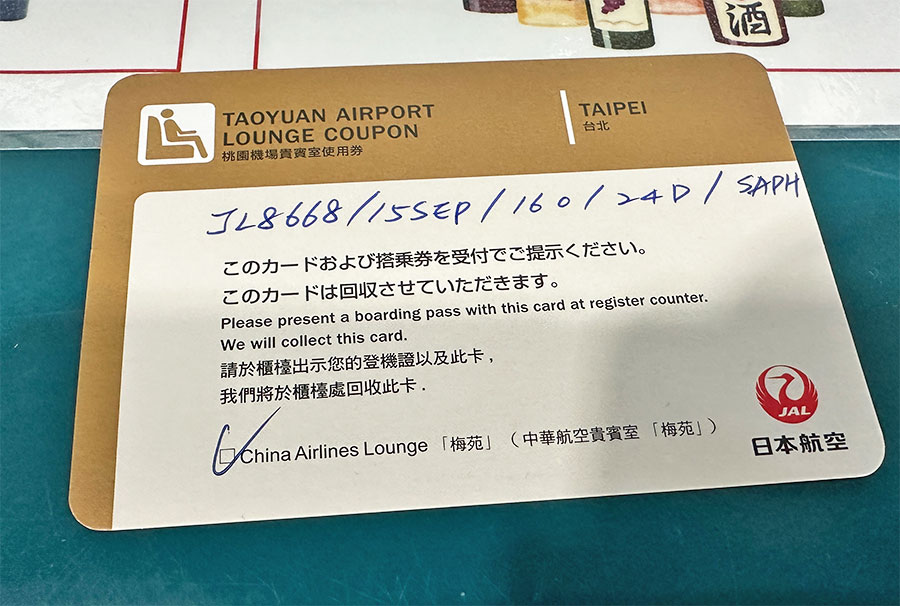 酒
TAOYUAN AIRPORT
LOUNGE COUPON
桃園機場貴賓室使用券
TAIPEI
台北
JL8668/15SEP/160/24D/SAPH
このカードおよび搭乗券を受付でご提示ください。
このカードは回収させていただきます。
Please present a boarding pass with this card at register counter.
We will collect this card.
請於櫃檯出示您的登機證以及此卡，
我們將於櫃檯處回收此卡．
China Airlines Lounge 「梅苑」（中華航空貴賓室 「梅苑」）
JAL
日本航空